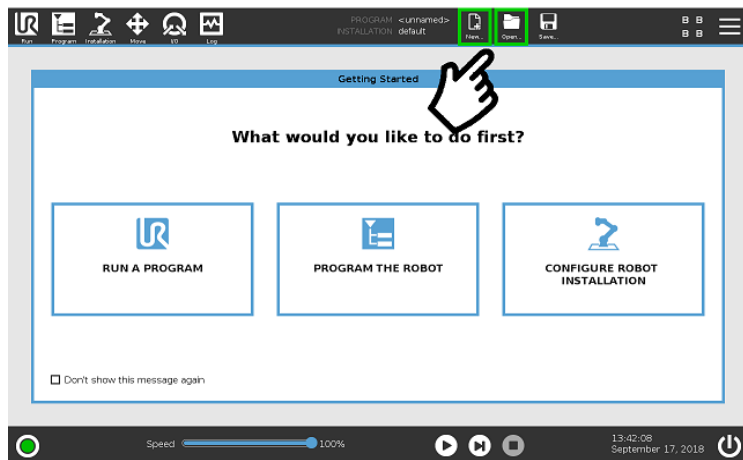 PROGRAM <unnamed>
INSTALLATION default
Run Program Installation Move I/O Log New... Open... Save...
B B
B B
Getting Started
What would you like to do first?
RUN A PROGRAM
PROGRAM THE ROBOT
CONFIGURE ROBOT
INSTALLATION
Don't show this message again
Speed 100%
13:42:08
September 17, 2018